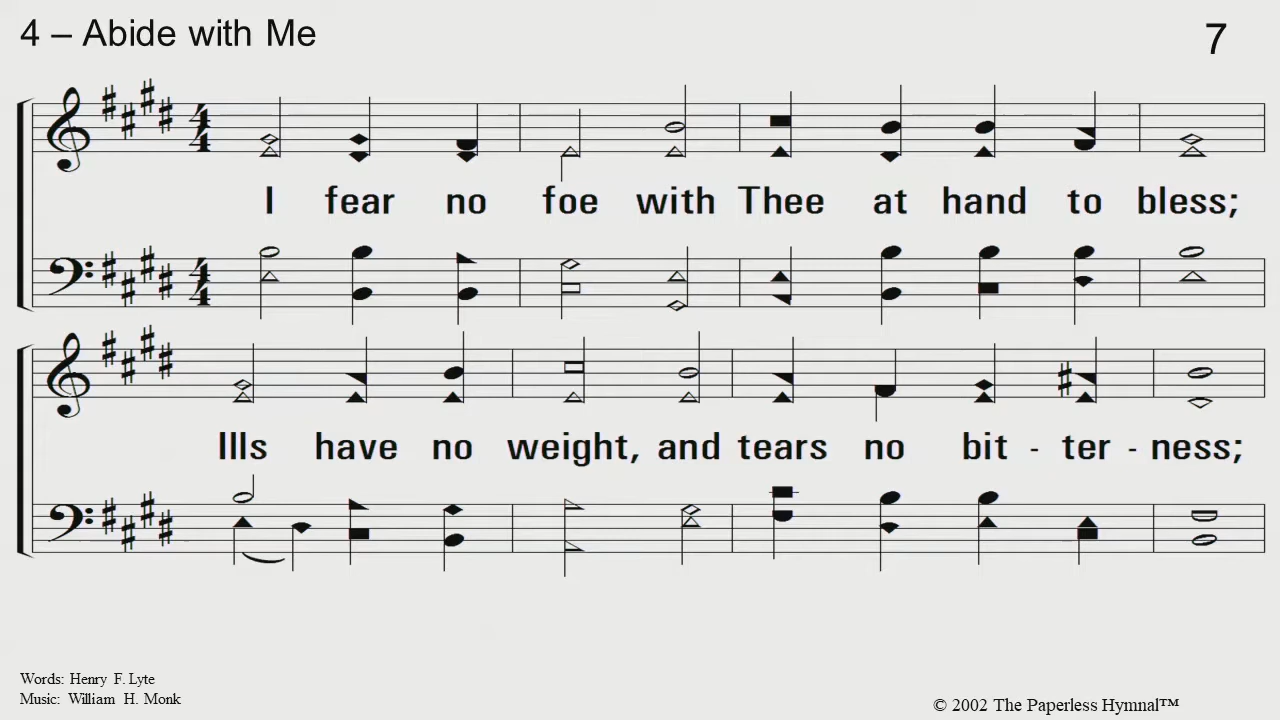 4 – Abide with Me
7
I fear no foe with Thee at hand to bless;
Ills have no weight, and tears no bit - ter - ness;
Words: Henry F. Lyte
Music: William H. Monk
© 2002 The Paperless Hymnal™